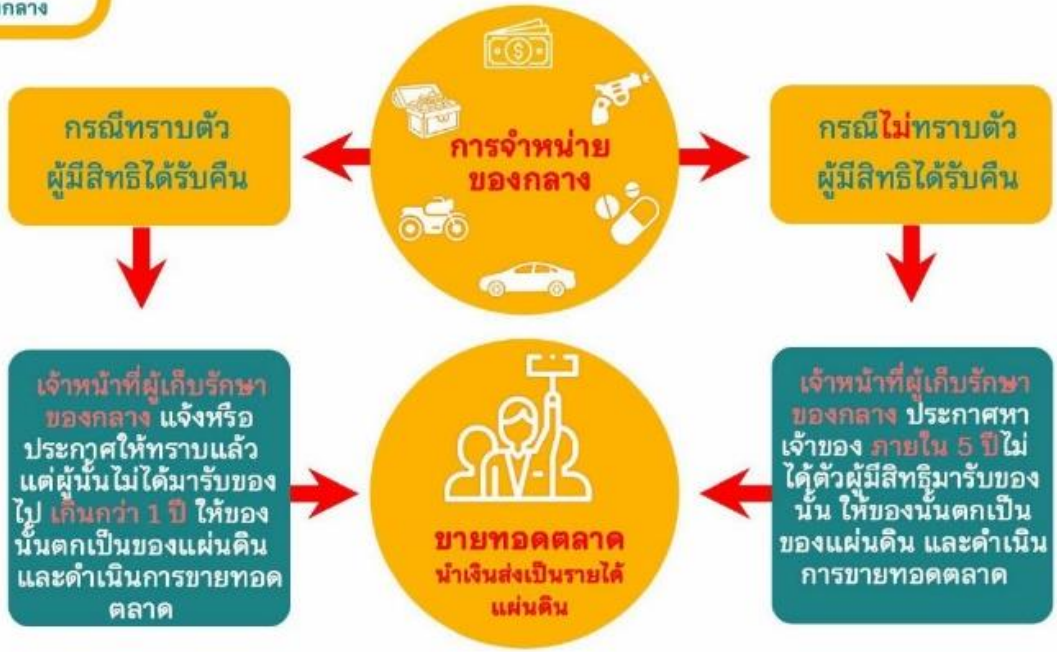 การจำหน่าย
ของกลาง
กรณีทราบตัว
ผู้มีสิทธิได้รับคืน
กรณีไม่ทราบตัว
ผู้มีสิทธิได้รับคืน
เจ้าหน้าที่ผู้เก็บรักษา
ของกลาง แจ้งหรือ
ประกาศให้ทราบแล้ว
แต่ผู้นั้นไม่ได้มารับของ
ไป เกินกว่า 1 ปี ให้ของ
นั้นตกเป็นของแผ่นดิน
และดำเนินการขายทอด
ตลาด
ขายทอดตลาด
นำเงินส่งเป็นรายได้
แผ่นดิน
เจ้าหน้าที่ผู้เก็บรักษา
ของกลาง ประกาศหา
เจ้าของ ภายใน 5 ปีไม่
ได้ตัวผู้มีสิทธิมารับของ
นั้น ให้ของนั้นตกเป็น
ของแผ่นดิน และดำเนิน
การขายทอดตลาด